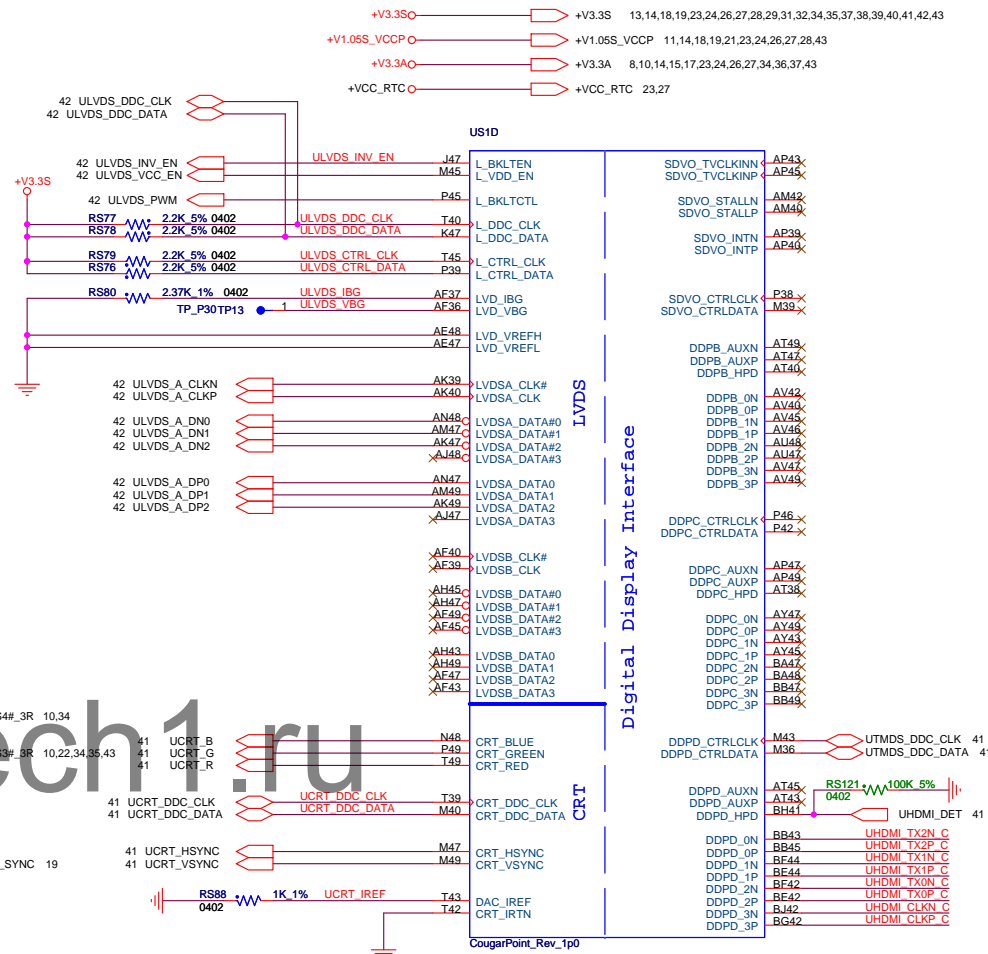 +V3.3S +V3.3S 13,14,18,19,23,24,26,27,28,29,31,32,34,35,37,38,39,40,41,42,43
+V1.05S_VCCP +V1.05S_VCCP 11,14,18,19,21,23,24,26,27,28,43
+V3.3A +V3.3A 8,10,14,15,17,23,24,26,27,34,36,37,43
+VCC_RTC +VCC_RTC 23,27
42 ULVDS_DDC_CLK
42 ULVDS_DDC_DATA
US1D
42 ULVDS_INV_EN ULVDS_INV_EN J47 L_BKLTEN SDVO_TVCLKINN AP43
42 ULVDS_VCC_EN M45 L_VDD_EN SDVO_TVCLKINP AP45
+V3.3S
42 ULVDS_PWM P45 L_BKLTCTL SDVO_STALLN AM42
SDVO_STALLP AM40
RS77 2.2K_5% 0402 ULVDS_DDC_CLK T40 L_DDC_CLK
RS78 2.2K_5% 0402 ULVDS_DDC_DATA K47 L_DDC_DATA SDVO_INTN AP39
SDVO_INTP AP40
RS79 2.2K_5% 0402 ULVDS_CTRL_CLK T45 L_CTRL_CLK
RS76 2.2K_5% 0402 ULVDS_CTRL_DATA P39 L_CTRL_DATA
RS80 2.37K_1% 0402 ULVDS_IBG AF37 LVD_IBG SDVO_CTRLCLK P38
TP_P30 TP13 1 ULVDS_VBG AF36 LVD_VBG SDVO_CTRLDATA M39
AE48 LVD_VREFH
AE47 LVD_VREFL DDPB_AUXN AT49
DDPB_AUXP AT47
DDPB_HPD AT40
LVDS
42 ULVDS_A_CLKN AK39 LVDSA_CLK#
42 ULVDS_A_CLKP AK40 LVDSA_CLK DDPB_0N AV42
DDPB_0P AV40
42 ULVDS_A_DN0 AN48 LVDSA_DATA#0 DDPB_1N AV45
42 ULVDS_A_DN1 AM47 LVDSA_DATA#1 DDPB_1P AV46
42 ULVDS_A_DN2 AK47 LVDSA_DATA#2 DDPB_2N AU48
AJ48 LVDSA_DATA#3 DDPB_2P AU47
DDPB_3N AV47
42 ULVDS_A_DP0 AN47 LVDSA_DATA0 DDPB_3P AV49
42 ULVDS_A_DP1 AM49 LVDSA_DATA1
42 ULVDS_A_DP2 AK49 LVDSA_DATA2
AJ47 LVDSA_DATA3 DDPC_CTRLCLK P46
DDPC_CTRLDATA P42
Digital Display Interface
AF40 LVDSB_CLK#
AF39 LVDSB_CLK DDPC_AUXN AP47
DDPC_AUXP AP49
AH45 LVDSB_DATA#0 DDPC_HPD AT38
AH47 LVDSB_DATA#1
AF49 LVDSB_DATA#2 DDPC_0N AY47
AF45 LVDSB_DATA#3 DDPC_0P AY49
DDPC_1N AY43
AH43 LVDSB_DATA0 DDPC_1P AY45
AH49 LVDSB_DATA1 DDPC_2N BA47
AF47 LVDSB_DATA2 DDPC_2P BA48
AF43 LVDSB_DATA3 DDPC_3N BB47
DDPC_3P BB49
S4#_3R 10,34
S3#_3R 10,22,34,35,43
ech1.ru
41 UCRT_B N48 CRT_BLUE DDPD_CTRLCLK M43 UTMDS_DDC_CLK 41
41 UCRT_G P49 CRT_GREEN DDPD_CTRLDATA M36 UTMDS_DDC_DATA 41
41 UCRT_R T49 CRT_RED
CRT
41 UCRT_DDC_CLK UCRT_DDC_CLK T39 CRT_DDC_CLK DDPD_AUXN AT45 RS121 100K_5%
41 UCRT_DDC_DATA UCRT_DDC_DATA M40 CRT_DDC_DATA DDPD_AUXP AT43 0402
DDPD_HPD BH41 UHDMI_DET 41
_SYNC 19
41 UCRT_HSYNC M47 CRT_HSYNC DDPD_0N BB43 UHDMI_TX2N_C
41 UCRT_VSYNC M49 CRT_VSYNC DDPD_0P BB45 UHDMI_TX2P_C
DDPD_1N BF44 UHDMI_TX1N_C
DDPD_1P BE44 UHDMI_TX1P_C
RS88 1K_1% UCRT_IREF T43 DAC_IREF DDPD_2N BF42 UHDMI_TX0N_C
0402 T42 CRT_IRTN DDPD_2P BE42 UHDMI_TX0P_C
DDPD_3N BJ42 UHDMI_CLKN_C
DDPD_3P BG42 UHDMI_CLKP_C
CougarPoint_Rev_1p0